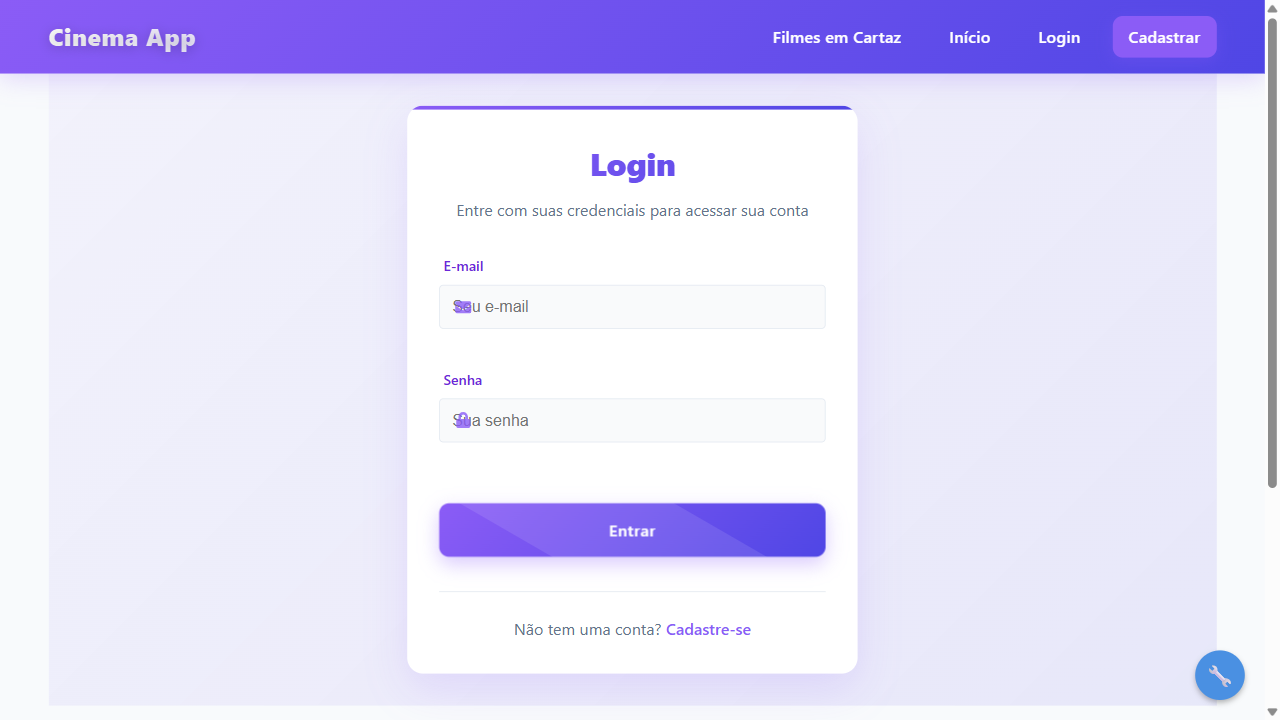 Cinema App
Filmes em Cartaz
Início
Login
Cadastrar
Login
Entre com suas credenciais para acessar sua conta
E-mail
Seu e-mail
Senha
Sua senha
Entrar
Não tem uma conta? Cadastre-se